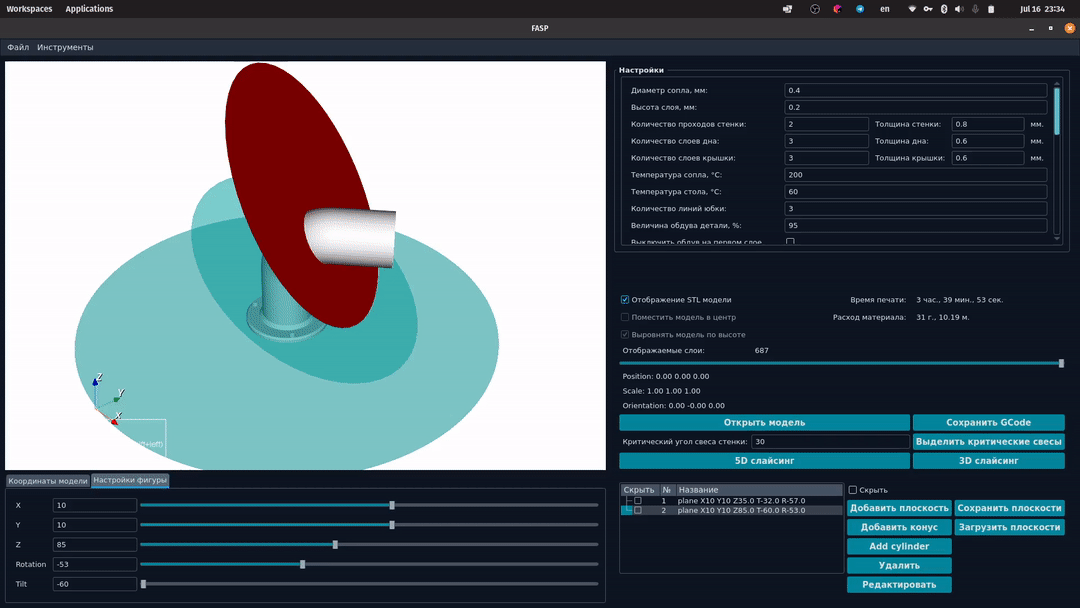 Workspaces Applications en Jul 16 23:34
FASP
Файл Инструменты
Настройки
Диаметр сопла, мм: 0.4
Высота слоя, мм: 0.2
Количество проходов стенки: 2 Толщина стенки: 0.8 мм.
Количество слоев дна: 3 Толщина дна: 0.6 мм.
Количество слоев крышки: 3 Толщина крышки: 0.6 мм.
Температура сопла, °C: 200
Температура стола, °C: 60
Количество линий юбки: 3
Величина обдува детали, %: 95
Выключить обдув на первом слое
Отображение STL модели Время печати: 3 час., 39 мин., 53 сек.
Поместить модель в центр Расход материала: 31 г., 10.19 м.
Выровнять модель по высоте
Отображаемые слои: 687
Position: 0.00 0.00 0.00
Scale: 1.00 1.00 1.00
Orientation: 0.00 -0.00 0.00
Открыть модель Сохранить GCode
Критический угол свеса стенки: 30 Выделить критические свесы
5D слайсинг 3D слайсинг
Z
Y
X
Координаты модели Настройки фигуры
X 10
Y 10
Z 85
Rotation -53
Tilt -60
Скрыть № Название
1 plane X10 Y10 Z35.0 T-32.0 R-57.0
2 plane X10 Y10 Z85.0 T-60.0 R-53.0
Скрыть
Добавить плоскость Сохранить плоскости
Добавить конус Загрузить плоскости
Add cylinder
Удалить
Редактировать